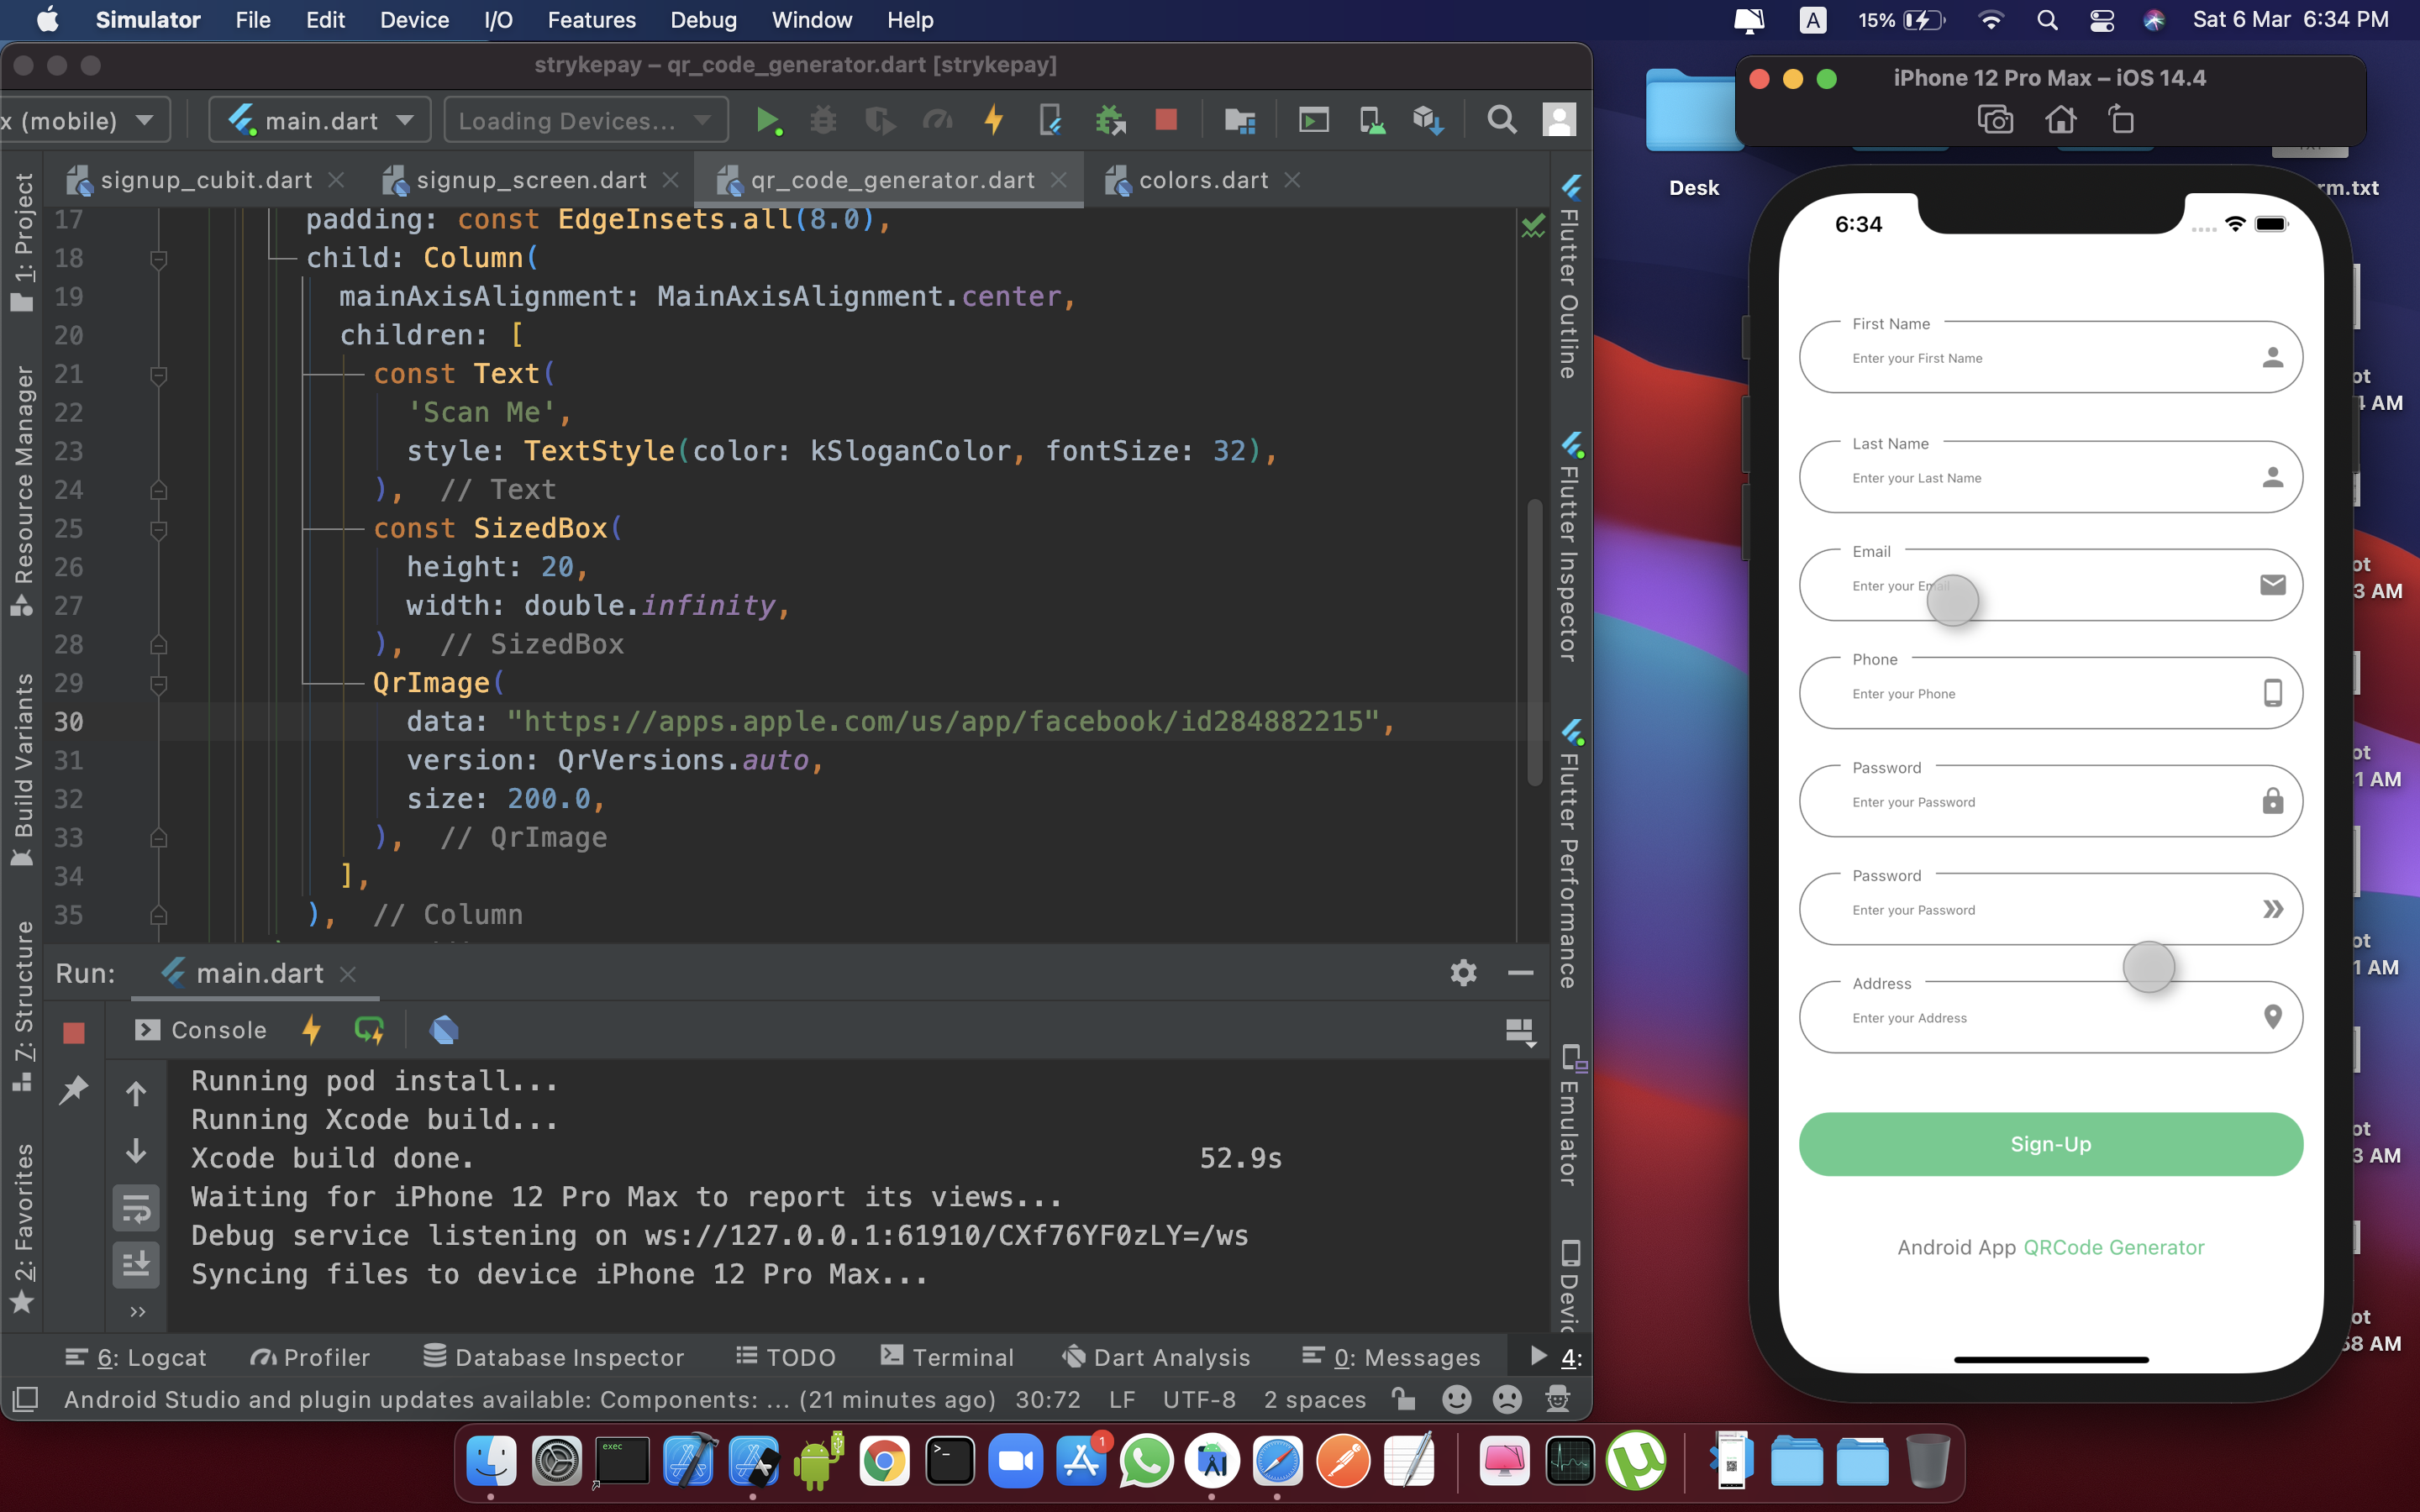 Simulator File Edit Device I/O Features Debug Window Help
A 15% Sat 6 Mar 6:34 PM
strykepay – qr_code_generator.dart [strykepay]
x (mobile) main.dart Loading Devices...
signup_cubit.dart signup_screen.dart qr_code_generator.dart colors.dart
1: Project
Resource Manager
Build Variants
7: Structure
2: Favorites
17 padding: const EdgeInsets.all(8.0),
18 child: Column(
19 mainAxisAlignment: MainAxisAlignment.center,
20 children: [
21 const Text(
22 'Scan Me',
23 style: TextStyle(color: kSloganColor, fontSize: 32),
24 ), // Text
25 const SizedBox(
26 height: 20,
27 width: double.infinity,
28 ), // SizedBox
29 QrImage(
30 data: "https://apps.apple.com/us/app/facebook/id284882215",
31 version: QrVersions.auto,
32 size: 200.0,
33 ), // QrImage
34 ],
35 ), // Column
Flutter Outline
Flutter Inspector
Flutter Performance
Emulator
Run: main.dart
Console
Running pod install...
Running Xcode build...
Xcode build done. 52.9s
Waiting for iPhone 12 Pro Max to report its views...
Debug service listening on ws://127.0.0.1:61910/CXf76YF0zLY=/ws
Syncing files to device iPhone 12 Pro Max...
6: Logcat Profiler Database Inspector TODO Terminal Dart Analysis 0: Messages 4:
Android Studio and plugin updates available: Components: ... (21 minutes ago) 30:72 LF UTF-8 2 spaces
iPhone 12 Pro Max – iOS 14.4
Desk
rm.txt
6:34
First Name
Enter your First Name
Last Name
Enter your Last Name
Email
Enter your Email
Phone
Enter your Phone
Password
Enter your Password
Password
Enter your Password
Address
Enter your Address
Sign-Up
Android App QRCode Generator
exec
1